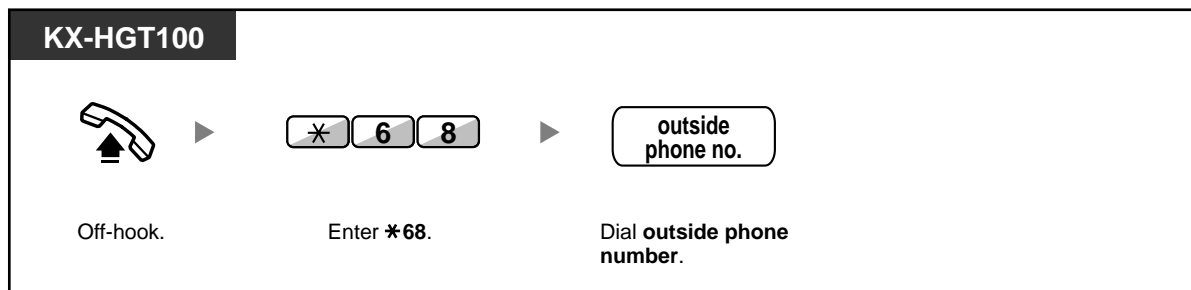 KX-HGT100
✳ 6 8
outside
phone no.
Off-hook.
Enter ✳68.
Dial outside phone
number.